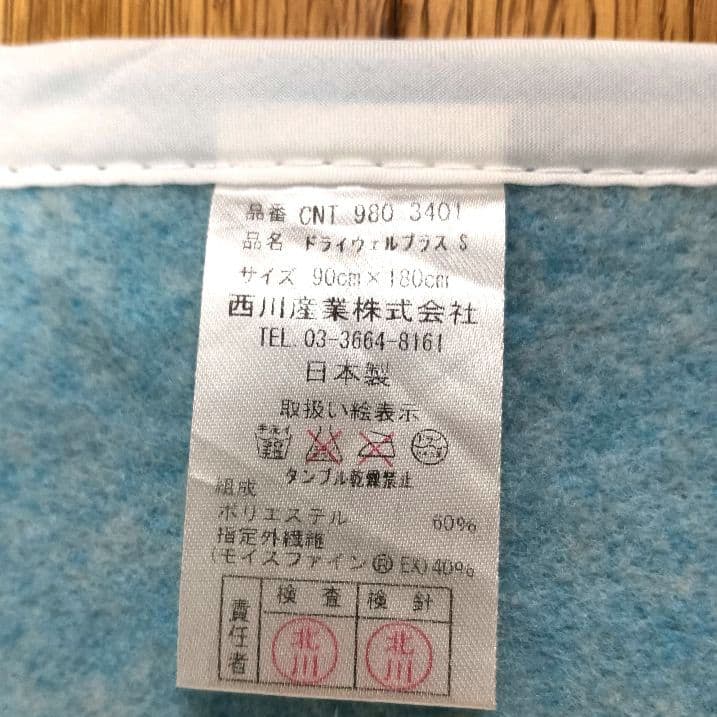 品番 CNT 980 3401
品名 ドライウェルプラス S
サイズ 90cm×180cm
西川産業株式会社
TEL. 03-3664-8161
日本製
取扱い絵表示
手洗イ
タンブル乾燥禁止
組成
ポリエステル 60%
指定外繊維
(モイスファイン®EX)40%
検査 検針
責任者 北川 北川